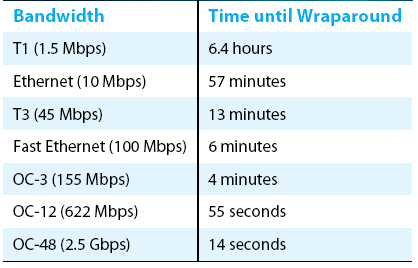 Bandwidth Time until Wraparound
T1 (1.5 Mbps) 6.4 hours
Ethernet (10 Mbps) 57 minutes
T3 (45 Mbps) 13 minutes
Fast Ethernet (100 Mbps) 6 minutes
OC-3 (155 Mbps) 4 minutes
OC-12 (622 Mbps) 55 seconds
OC-48 (2.5 Gbps) 14 seconds